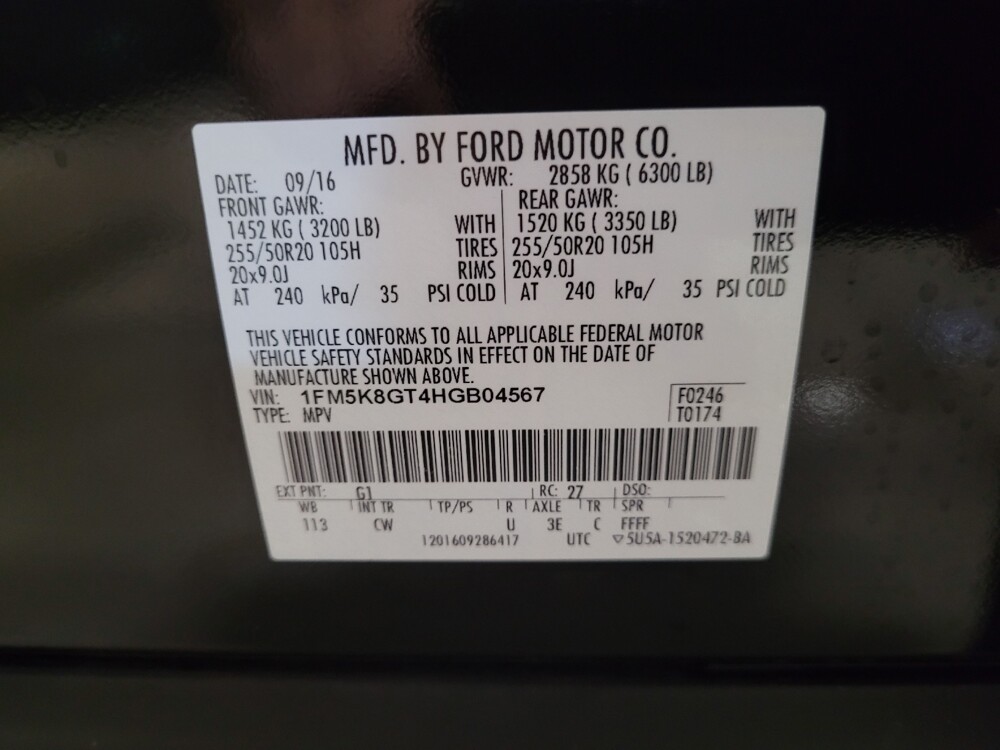 MFD. BY FORD MOTOR CO.
DATE: 09/16 GVWR: 2858 KG ( 6300 LB)
FRONT GAWR: REAR GAWR:
1452 KG ( 3200 LB) WITH 1520 KG ( 3350 LB) WITH
255/50R20 105H TIRES 255/50R20 105H TIRES
20x9.0J RIMS 20x9.0J RIMS
AT 240 kPa/ 35 PSI COLD AT 240 kPa/ 35 PSI COLD
THIS VEHICLE CONFORMS TO ALL APPLICABLE FEDERAL MOTOR
VEHICLE SAFETY STANDARDS IN EFFECT ON THE DATE OF
MANUFACTURE SHOWN ABOVE.
VIN: 1FM5K8GT4HGB04567 F0246
TYPE: MPV T0174
EXT PNT: G1 RC: 27 DSO:
WB INT TR TP/PS R AXLE TR SPR
113 CW U 3E C FFFF
1201609286417 UTC ▽5U5A-1520472-BA